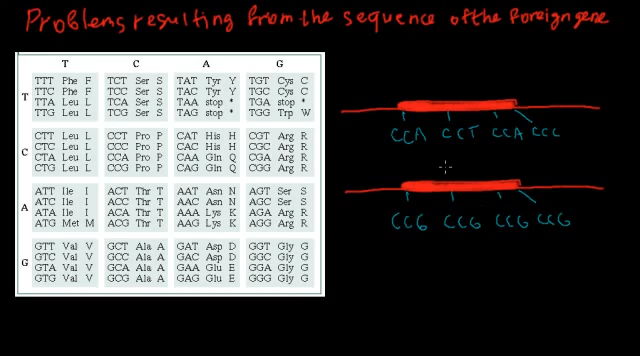 Problems resulting from the sequence of the foreign gene
T C A G
T
TTT Phe F TCT Ser S TAT Tyr Y TGT Cys C
TTC Phe F TCC Ser S TAC Tyr Y TGC Cys C
TTA Leu L TCA Ser S TAA stop * TGA stop *
TTG Leu L TCG Ser S TAG stop * TGG Trp W
C
CTT Leu L CCT Pro P CAT His H CGT Arg R
CTC Leu L CCC Pro P CAC His H CGC Arg R
CTA Leu L CCA Pro P CAA Gln Q CGA Arg R
CTG Leu L CCG Pro P CAG Gln Q CGG Arg R
A
ATT Ile I ACT Thr T AAT Asn N AGT Ser S
ATC Ile I ACC Thr T AAC Asn N AGC Ser S
ATA Ile I ACA Thr T AAA Lys K AGA Arg R
ATG Met M ACG Thr T AAG Lys K AGG Arg R
G
GTT Val V GCT Ala A GAT Asp D GGT Gly G
GTC Val V GCC Ala A GAC Asp D GGC Gly G
GTA Val V GCA Ala A GAA Glu E GGA Gly G
GTG Val V GCG Ala A GAG Glu E GGG Gly G
CCA CCT CCA CCC
CCG CCG CCG CCG